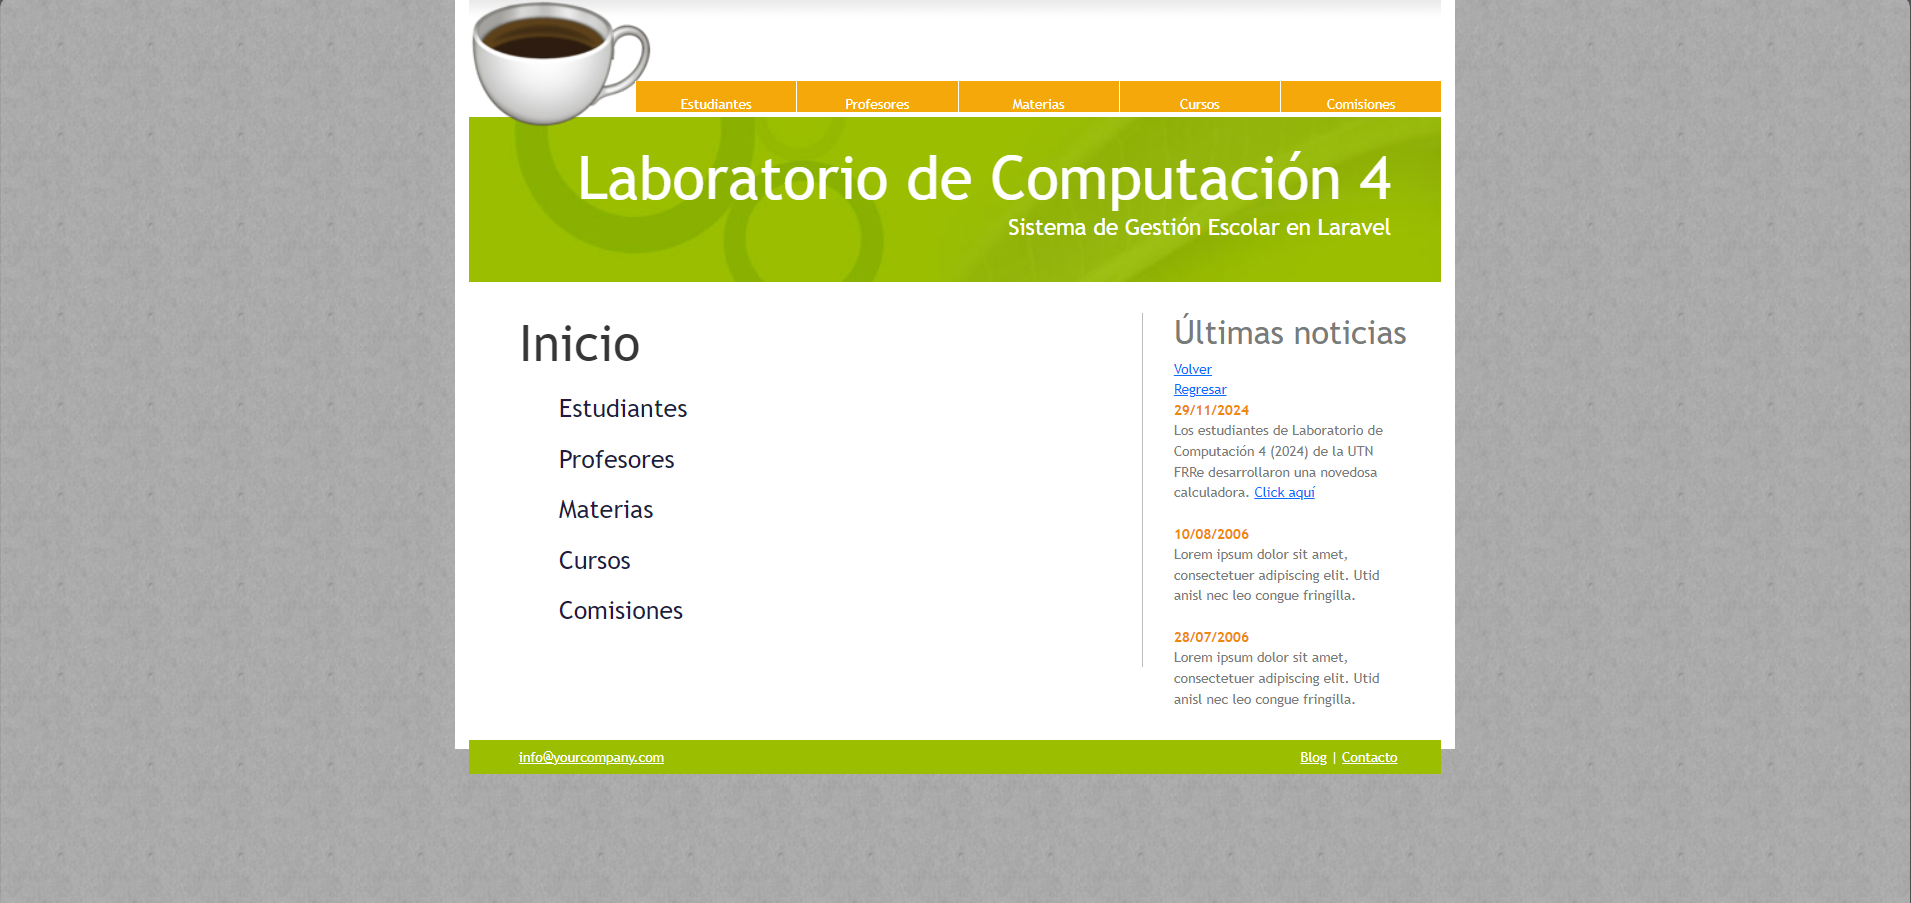 Estudiantes Profesores Materias Cursos Comisiones
Laboratorio de Computación 4
Sistema de Gestión Escolar en Laravel
Inicio
Estudiantes
Profesores
Materias
Cursos
Comisiones
Últimas noticias
Volver
Regresar
29/11/2024
Los estudiantes de Laboratorio de
Computación 4 (2024) de la UTN
FRRe desarrollaron una novedosa
calculadora. Click aquí
10/08/2006
Lorem ipsum dolor sit amet,
consectetuer adipiscing elit. Utid
anisl nec leo congue fringilla.
28/07/2006
Lorem ipsum dolor sit amet,
consectetuer adipiscing elit. Utid
anisl nec leo congue fringilla.
info@yourcompany.com
Blog | Contacto